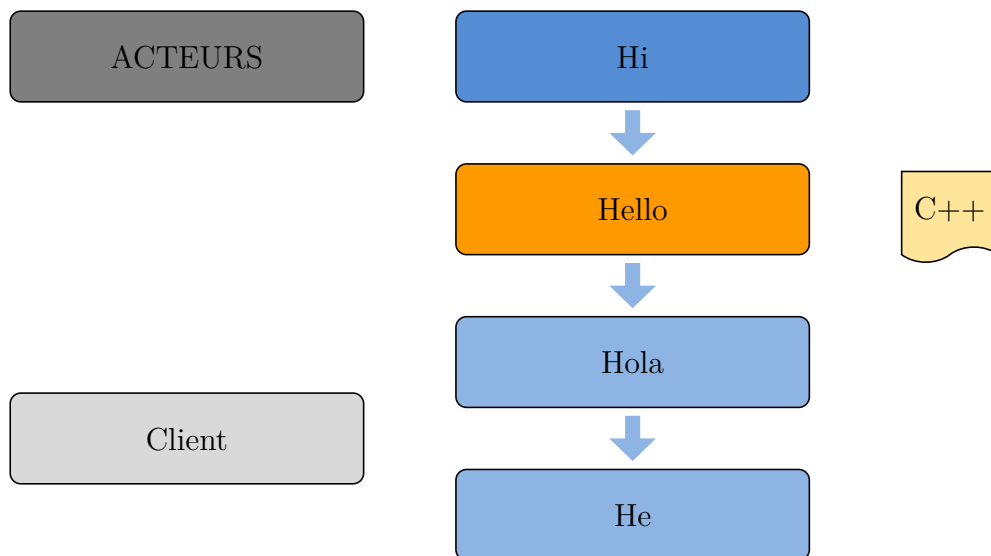 ACTEURS
Hi
Hello
C++
Hola
Client
He